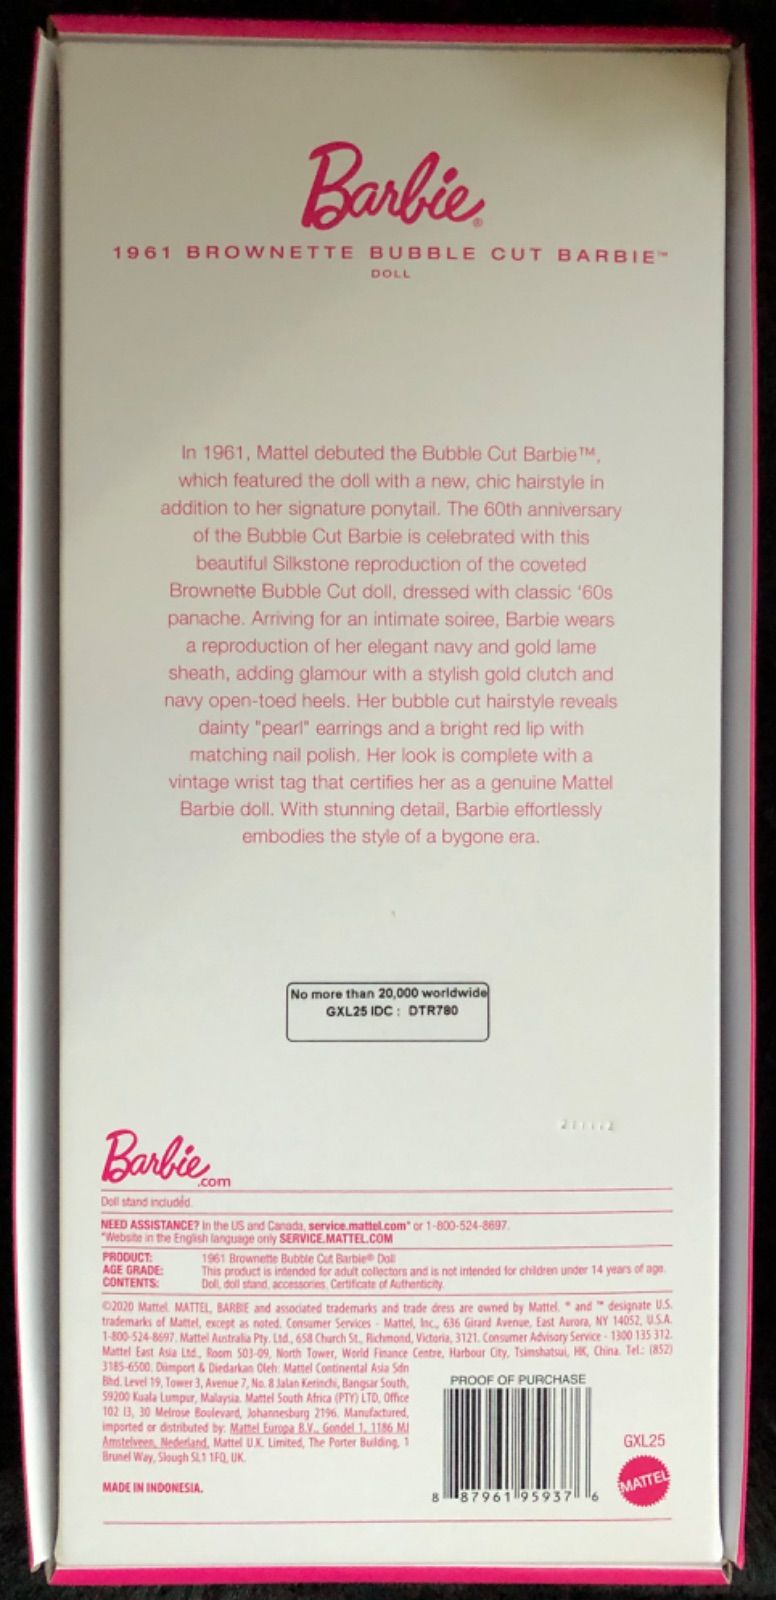 Barbie®
1961 BROWNETTE BUBBLE CUT BARBIE™
DOLL
In 1961, Mattel debuted the Bubble Cut Barbie™,
which featured the doll with a new, chic hairstyle in
addition to her signature ponytail. The 60th anniversary
of the Bubble Cut Barbie is celebrated with this
beautiful Silkstone reproduction of the coveted
Brownette Bubble Cut doll, dressed with classic ‘60s
panache. Arriving for an intimate soiree, Barbie wears
a reproduction of her elegant navy and gold lame
sheath, adding glamour with a stylish gold clutch and
navy open-toed heels. Her bubble cut hairstyle reveals
dainty "pearl" earrings and a bright red lip with
matching nail polish. Her look is complete with a
vintage wrist tag that certifies her as a genuine Mattel
Barbie doll. With stunning detail, Barbie effortlessly
embodies the style of a bygone era.
No more than 20,000 worldwide
GXL25 IDC : DTR780
Barbie.com
Doll stand included.
NEED ASSISTANCE? In the US and Canada, service.mattel.com* or 1-800-524-8697.
*Website in the English language only SERVICE.MATTEL.COM
PRODUCT: 1961 Brownette Bubble Cut Barbie® Doll
AGE GRADE: This product is intended for adult collectors and is not intended for children under 14 years of age.
CONTENTS: Doll, doll stand, accessories, Certificate of Authenticity.
©2020 Mattel. MATTEL, BARBIE and associated trademarks and trade dress are owned by Mattel. ® and ™ designate U.S.
trademarks of Mattel, except as noted. Consumer Services - Mattel, Inc., 636 Girard Avenue, East Aurora, NY 14052, U.S.A.
1-800-524-8697. Mattel Australia Pty. Ltd., 658 Church St., Richmond, Victoria, 3121. Consumer Advisory Service - 1300 135 312.
Mattel East Asia Ltd., Room 503-09, North Tower, World Finance Centre, Harbour City, Tsimshatsui, HK, China. Tel.: (852)
3185-6500. Diimport & Diedarkan Oleh: Mattel Continental Asia Sdn
Bhd. Level 19, Tower 3, Avenue 7, No. 8 Jalan Kerinchi, Bangsar South,
59200 Kuala Lumpur, Malaysia. Mattel South Africa (PTY) LTD, Office
102 I3, 30 Melrose Boulevard, Johannesburg 2196. Manufactured,
imported or distributed by: Mattel Europa B.V., Gondel 1, 1186 MJ
Amstelveen, Nederland. Mattel U.K. Limited, The Porter Building, 1
Brunel Way, Slough SL1 1FQ, UK.
MADE IN INDONESIA.
PROOF OF PURCHASE
8 87961 95937 6
GXL25
MATTEL